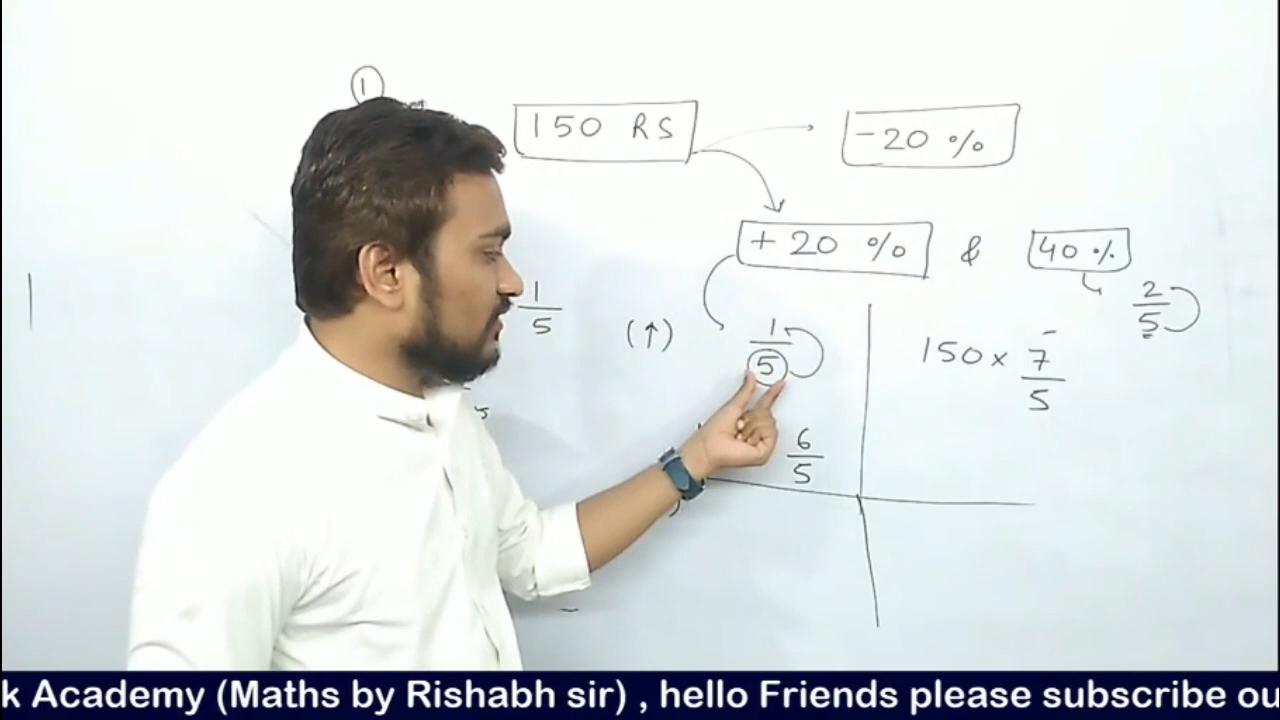 1
150 RS
-20 %
+20 % & 40 %
1/5
(↑)
1/5
2/5
150 × 7/5
5
6/5
k Academy (Maths by Rishabh sir) , hello Friends please subscribe ou